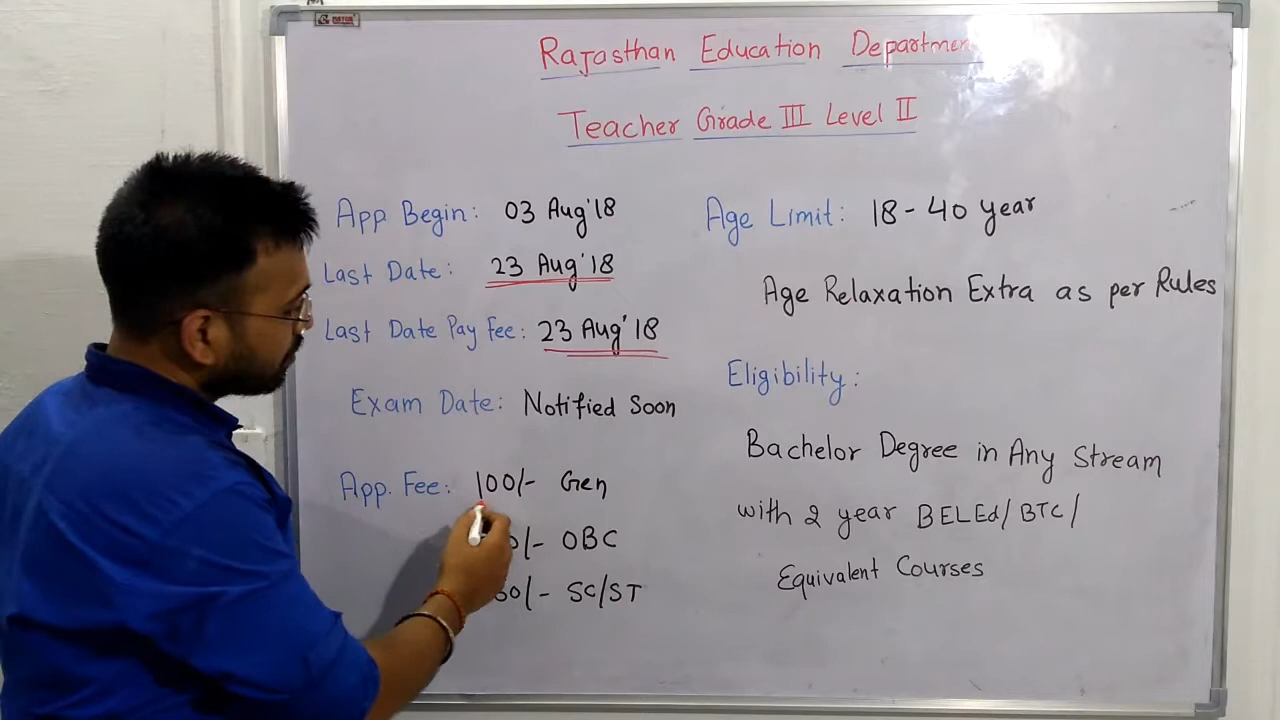 Rajasthan Education Departmen
Teacher Grade III Level II
App Begin: 03 Aug'18
Last Date: 23 Aug'18
Last Date Pay Fee: 23 Aug'18
Exam Date: Notified Soon
App. Fee: 100/- Gen
0/- OBC
60/- SC/ST
Age Limit: 18-40 year
Age Relaxation Extra as per Rules
Eligibility:
Bachelor Degree in Any Stream
with 2 year BELEd/BTC/
Equivalent Courses